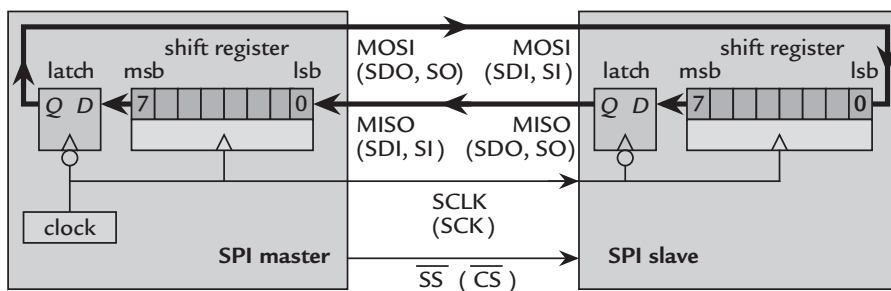 shift register
latch
msb
lsb
Q D
7
0
MOSI
(SDO, SO)
MOSI
(SDI, SI)
MISO
(SDI, SI)
MISO
(SDO, SO)
shift register
latch
msb
lsb
Q D
7
0
clock
SCLK
(SCK)
SPI master
SS (CS)
SPI slave